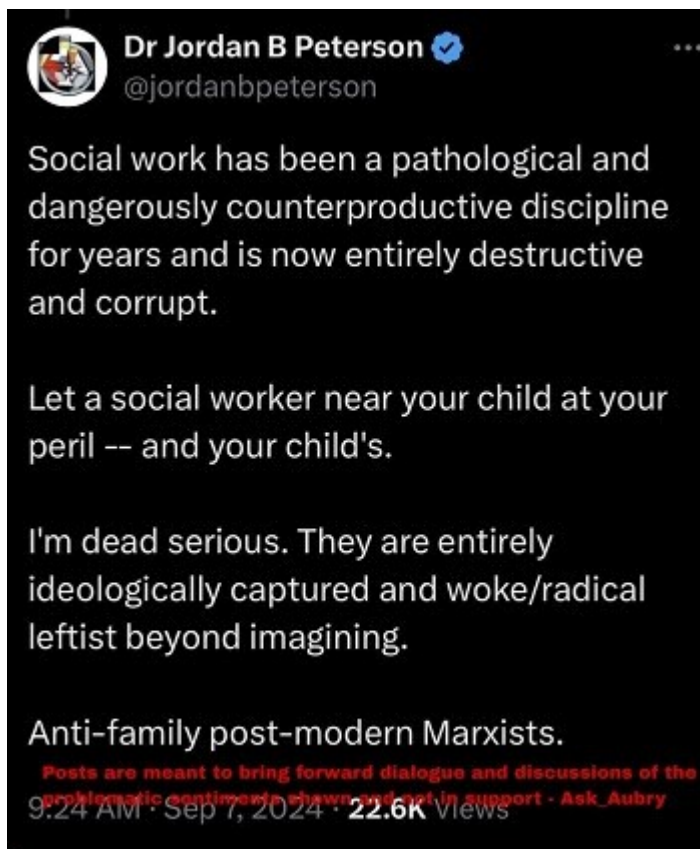 Dr Jordan B Peterson
@jordanbpeterson
Social work has been a pathological and
dangerously counterproductive discipline
for years and is now entirely destructive
and corrupt.
Let a social worker near your child at your
peril -- and your child's.
I'm dead serious. They are entirely
ideologically captured and woke/radical
leftist beyond imagining.
Anti-family post-modern Marxists.
Posts are meant to bring forward dialogue and discussions of the
problematic sentiments shown and not in support - Ask_Aubry
9:24 AM · Sep 7, 2024 · 22.6K Views